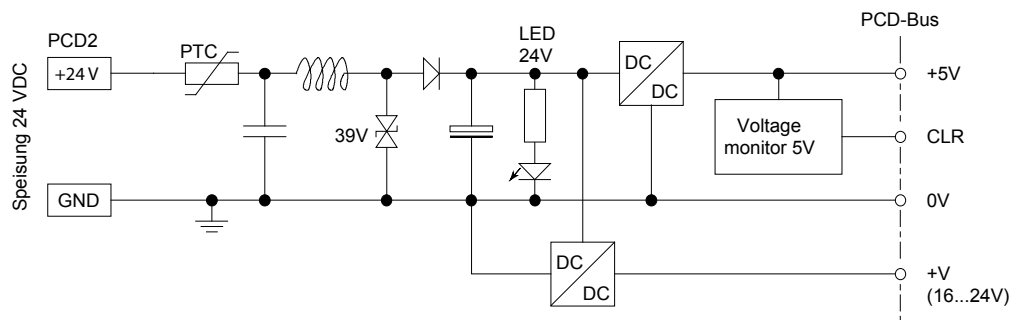 PCD-Bus
LED
24V
PCD2
PTC
+24 V
DC
DC
+5V
Speisung 24 VDC
39V
Voltage
monitor 5V
CLR
GND
0V
DC
DC
+V
(16...24V)